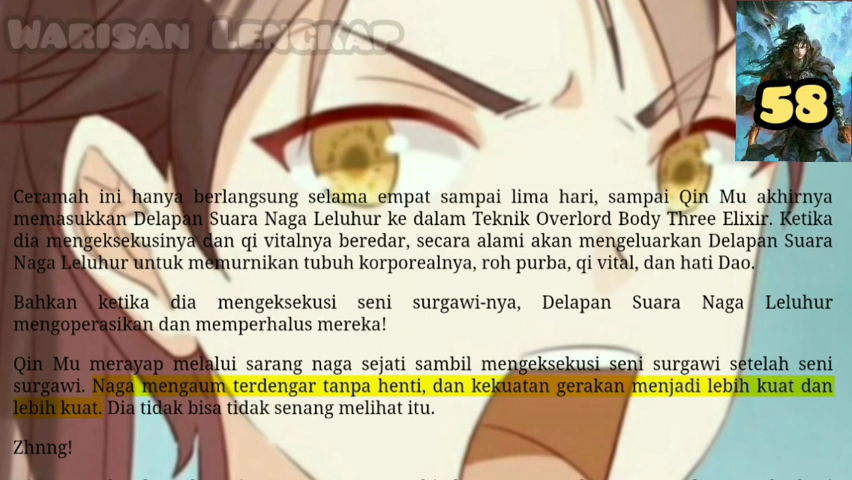 Warisan Lengkap
58
Ceramah ini hanya berlangsung selama empat sampai lima hari, sampai Qin Mu akhirnya
memasukkan Delapan Suara Naga Leluhur ke dalam Teknik Overlord Body Three Elixir. Ketika
dia mengeksekusinya dan qi vitalnya beredar, secara alami akan mengeluarkan Delapan Suara
Naga Leluhur untuk memurnikan tubuh korporealnya, roh purba, qi vital, dan hati Dao.
Bahkan ketika dia mengeksekusi seni surgawi-nya, Delapan Suara Naga Leluhur
mengoperasikan dan memperhalus mereka!
Qin Mu merayap melalui sarang naga sejati sambil mengeksekusi seni surgawi setelah seni
surgawi. Naga mengaum terdengar tanpa henti, dan kekuatan gerakan menjadi lebih kuat dan
lebih kuat. Dia tidak bisa tidak senang melihat itu.
Zhnng!